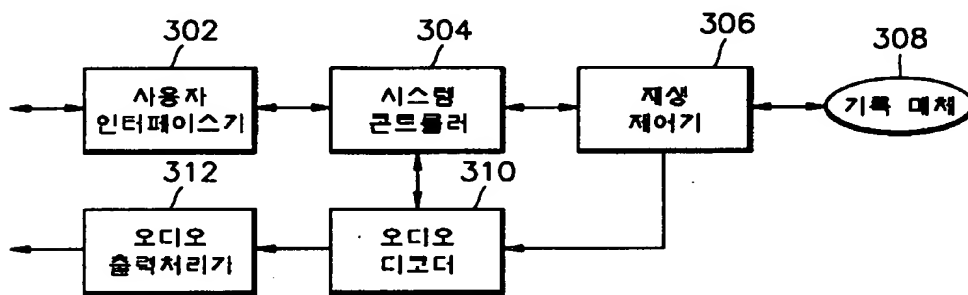 302
304
306
308
사용자
인터페이스기
시스템
콘트롤러
재생
제어기
기록 매체
312
310
오디오
출력처리기
오디오
디코더